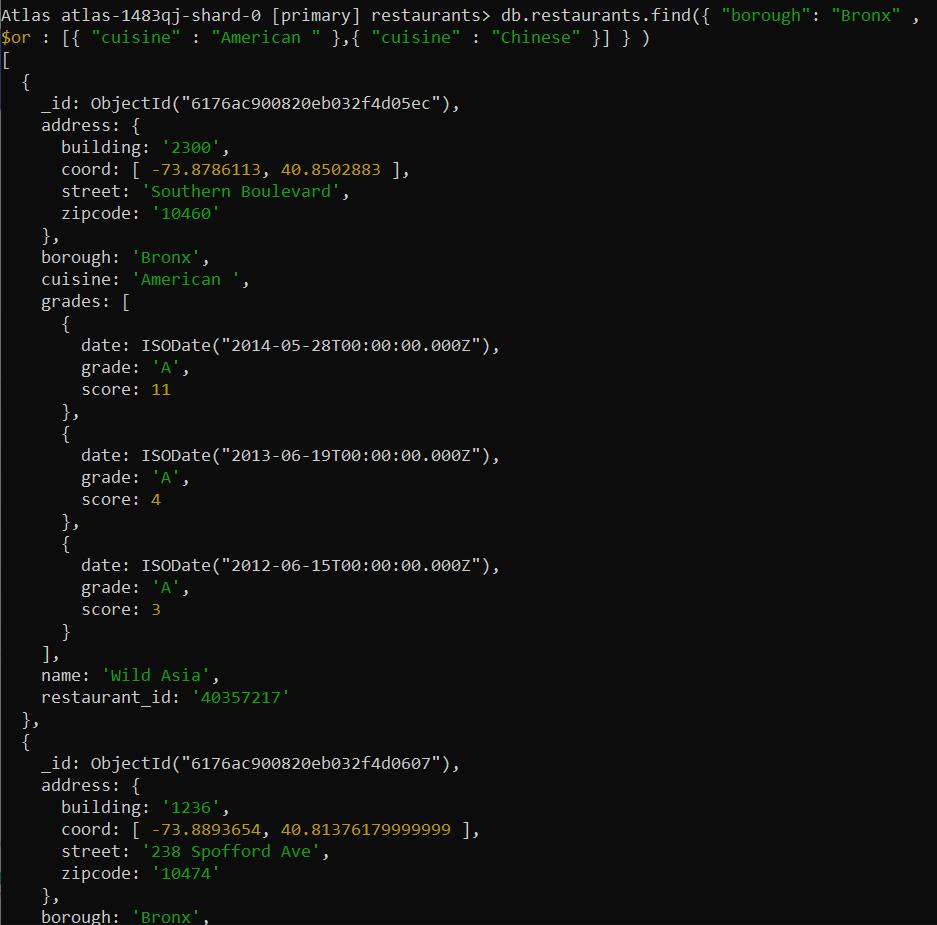 Atlas atlas-1483qj-shard-0 [primary] restaurants> db.restaurants.find({ "borough": "Bronx" ,
$or : [{ "cuisine" : "American " },{ "cuisine" : "Chinese" }] } )
[
  {
    _id: ObjectId("6176ac900820eb032f4d05ec"),
    address: {
      building: '2300',
      coord: [ -73.8786113, 40.8502883 ],
      street: 'Southern Boulevard',
      zipcode: '10460'
    },
    borough: 'Bronx',
    cuisine: 'American ',
    grades: [
      {
        date: ISODate("2014-05-28T00:00:00.000Z"),
        grade: 'A',
        score: 11
      },
      {
        date: ISODate("2013-06-19T00:00:00.000Z"),
        grade: 'A',
        score: 4
      },
      {
        date: ISODate("2012-06-15T00:00:00.000Z"),
        grade: 'A',
        score: 3
      }
    ],
    name: 'Wild Asia',
    restaurant_id: '40357217'
  },
  {
    _id: ObjectId("6176ac900820eb032f4d0607"),
    address: {
      building: '1236',
      coord: [ -73.8893654, 40.81376179999999 ],
      street: '238 Spofford Ave',
      zipcode: '10474'
    },
    borough: 'Bronx',